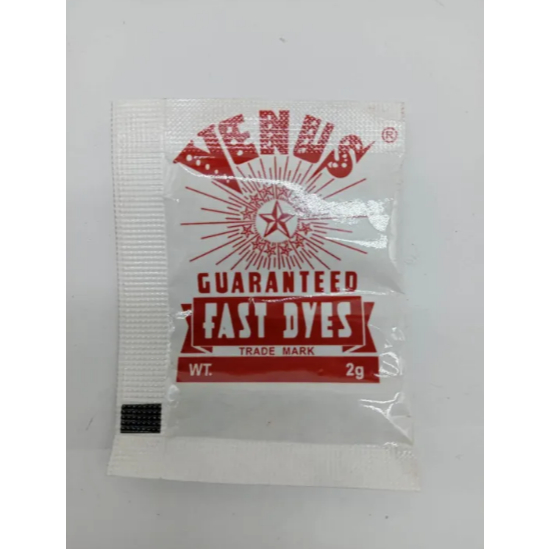 VENUS ®
GUARANTEED
FAST DYES
TRADE MARK
WT. 2g